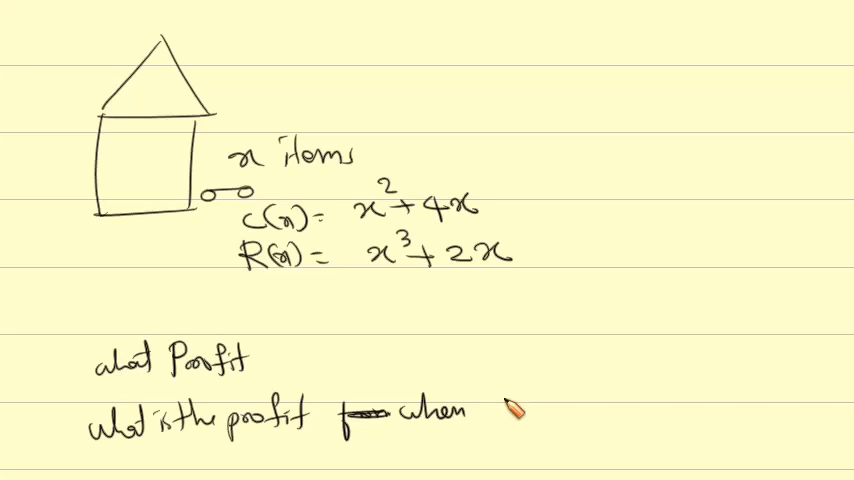 x items
C(x) = x² + 4x
R(x) = x³ + 2x
what Profit
what is the profit when